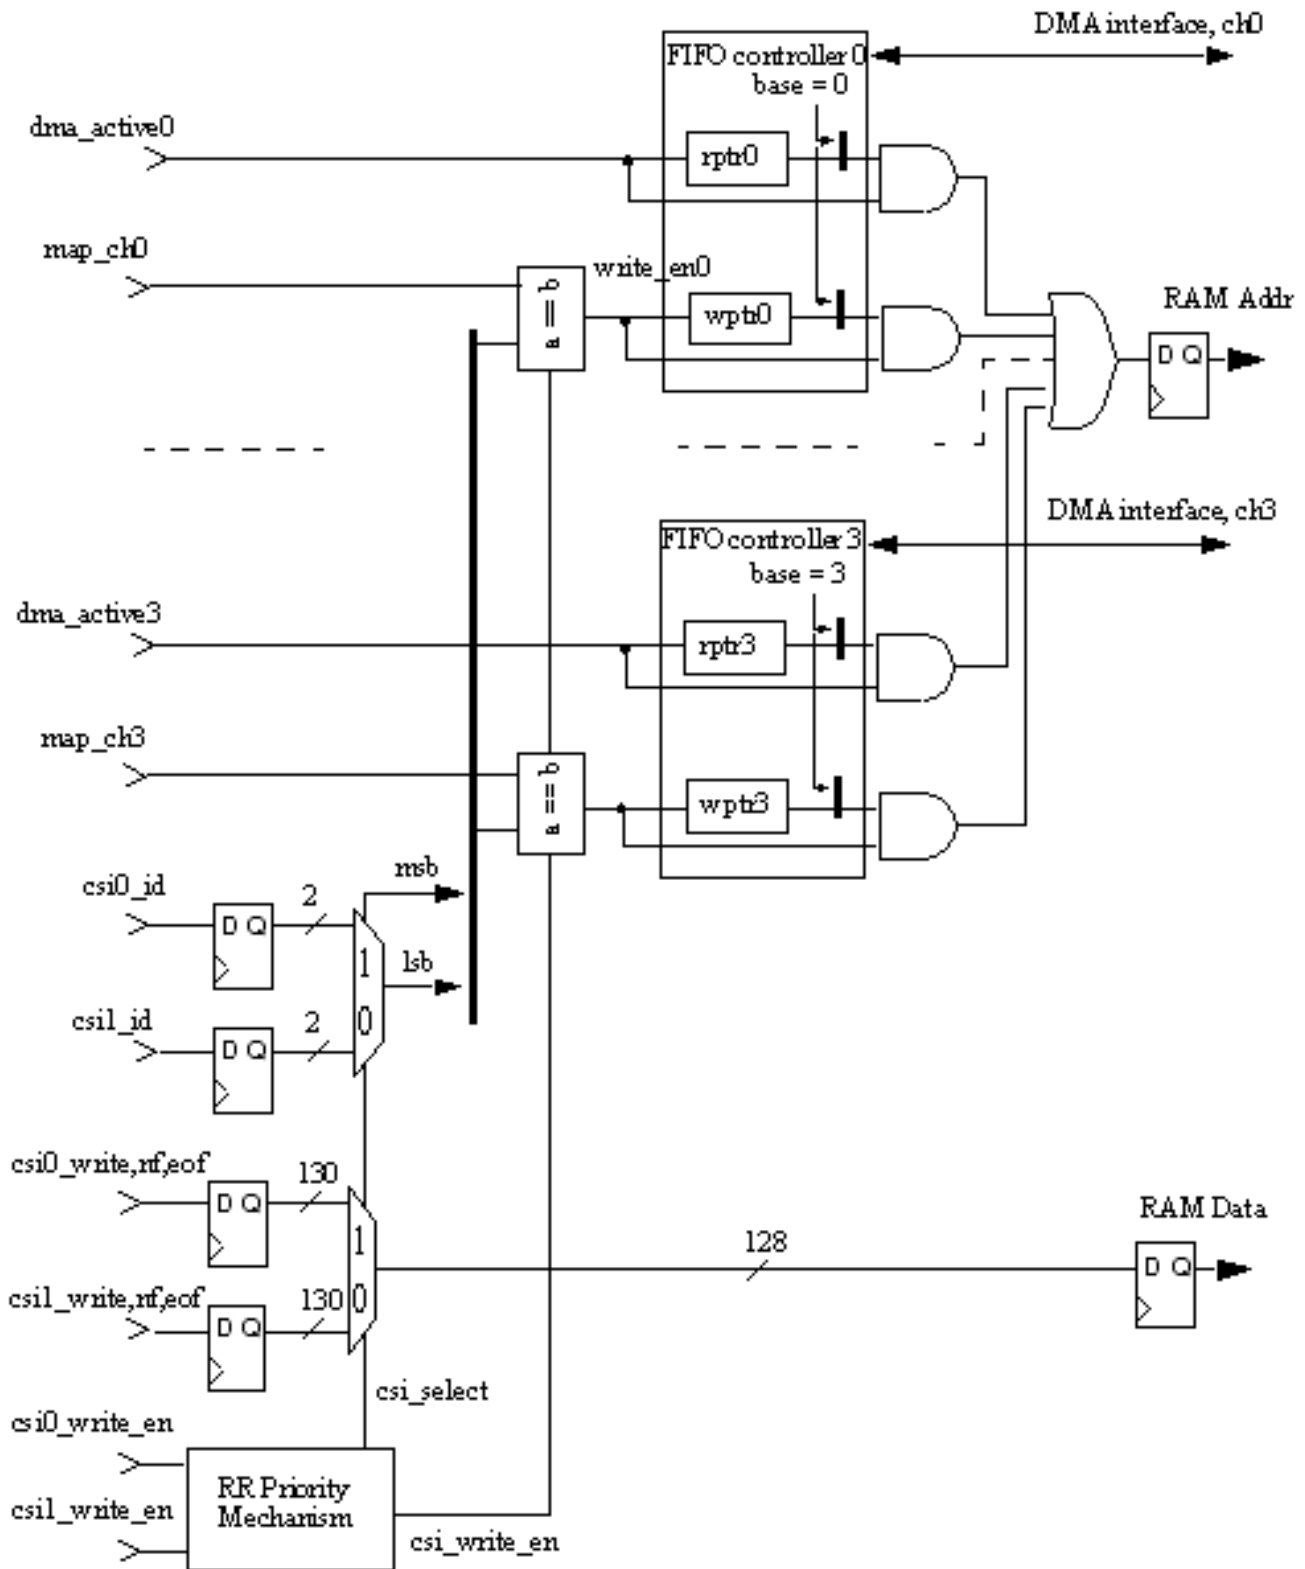 DMA interface, ch0
FIFO controller 0
base = 0
dma_active0
rptr0
map_ch0
write_en0
a == b
wptr0
RAM Addr
D Q
DMA interface, ch3
FIFO controller 3
base = 3
dma_active3
rptr3
map_ch3
a == b
wptr3
msb
csi0_id
2
D Q
1
lsb
csi1_id
2
0
D Q
csi0_write,nf,eof
130
D Q
RAM Data
1
128
D Q
csi1_write,nf,eof
130
0
D Q
csi_select
csi0_write_en
RR Priority
Mechanism
csi1_write_en
csi_write_en